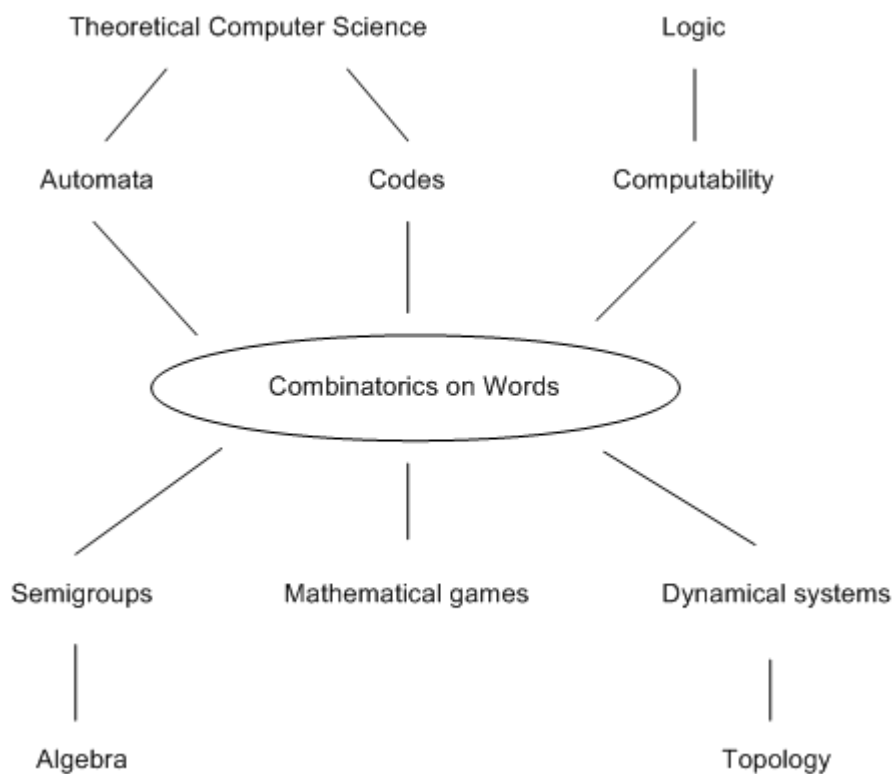 Theoretical Computer Science
Logic
Automata
Codes
Computability
Combinatorics on Words
Semigroups
Mathematical games
Dynamical systems
Algebra
Topology